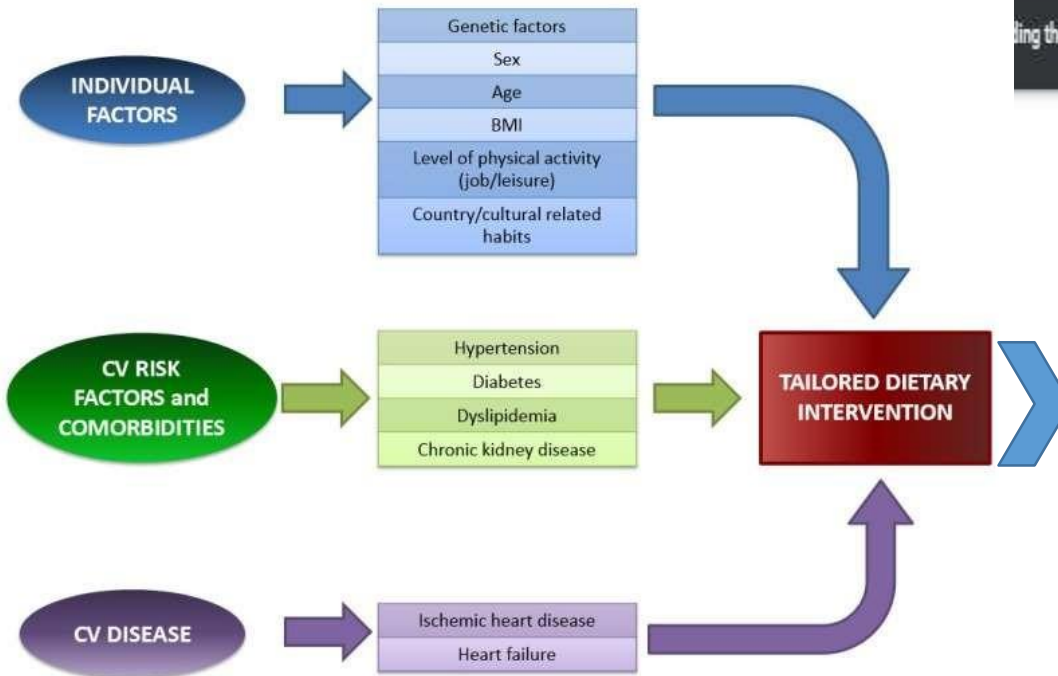 Genetic factors
Sex
Age
BMI
Level of physical activity
(job/leisure)
Country/cultural related
habits
INDIVIDUAL
FACTORS
Hypertension
Diabetes
Dyslipidemia
Chronic kidney disease
CV RISK
FACTORS and
COMORBIDITIES
TAILORED DIETARY
INTERVENTION
Ischemic heart disease
Heart failure
CV DISEASE